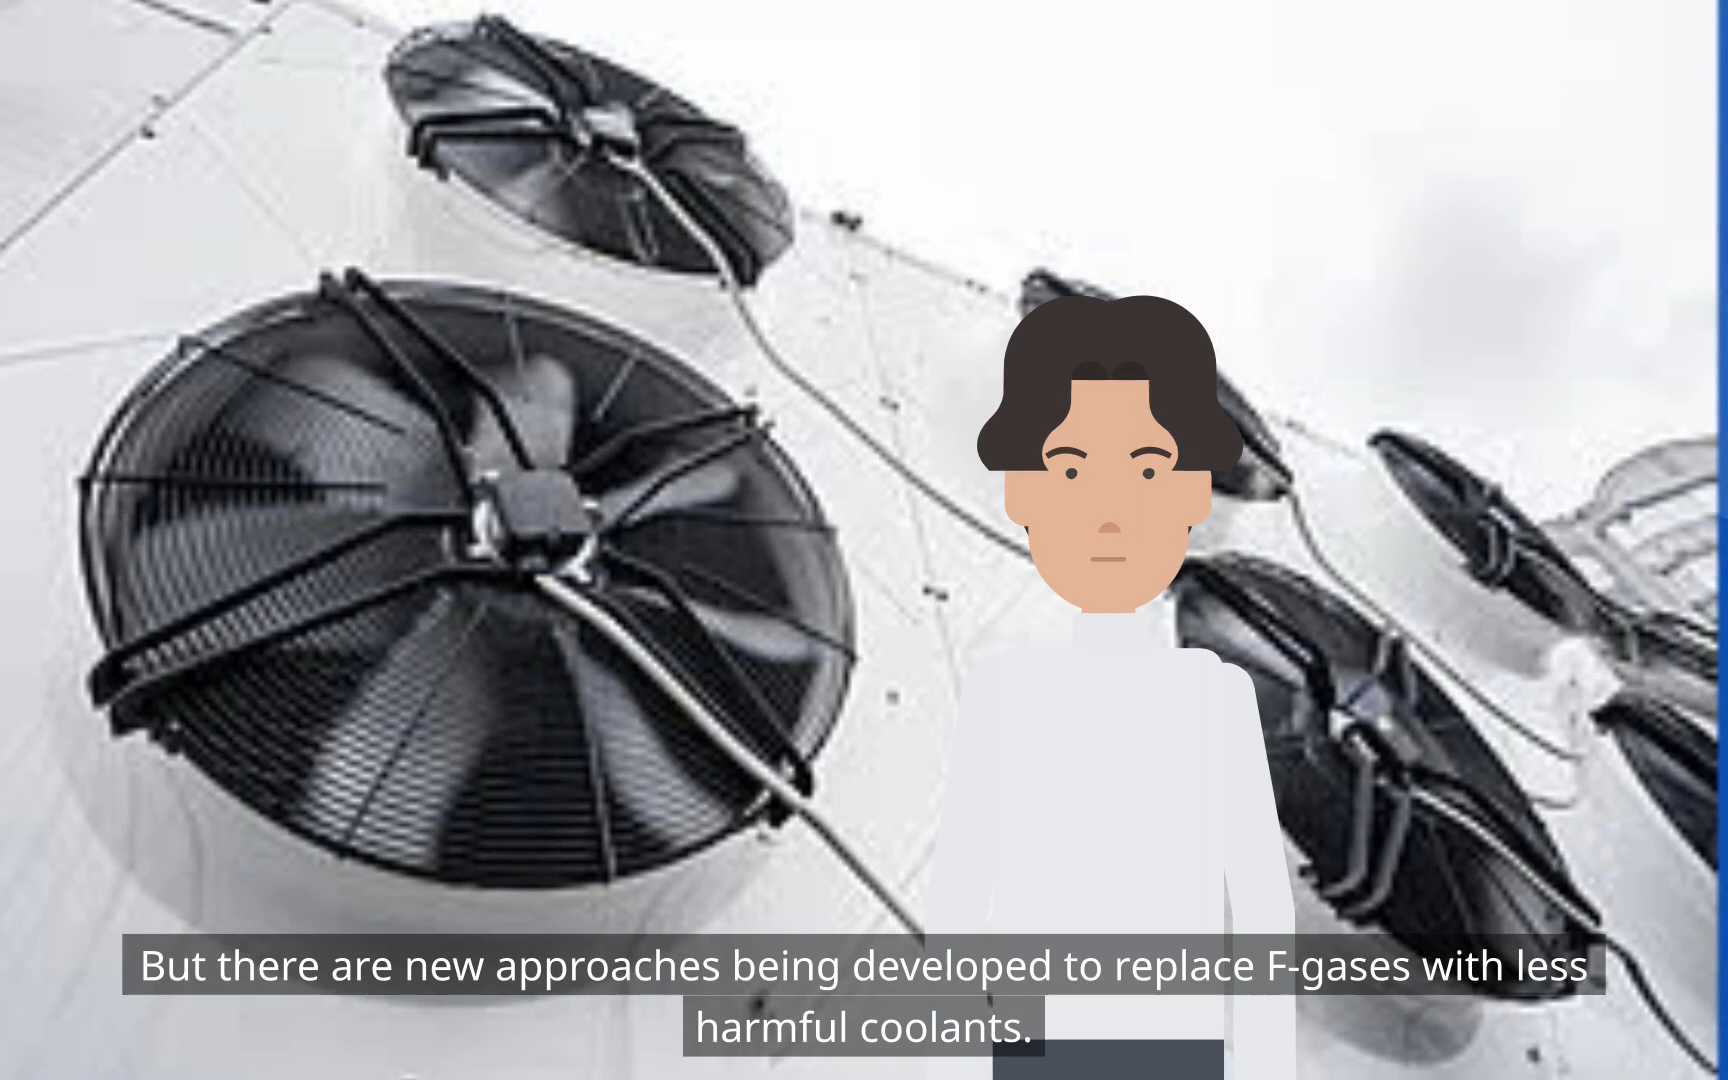 But there are new approaches being developed to replace F-gases with less
harmful coolants.